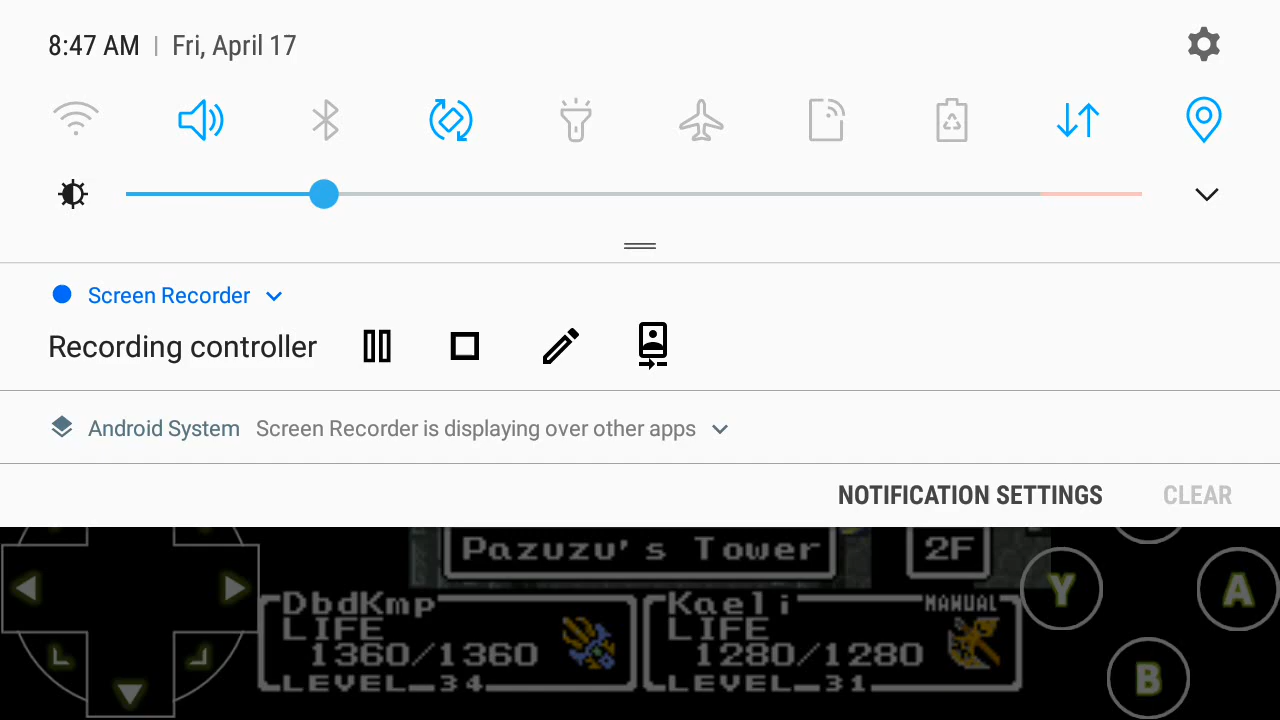 8:47 AM | Fri, April 17
Screen Recorder
Recording controller
Android System Screen Recorder is displaying over other apps
NOTIFICATION SETTINGS CLEAR
Pazuzu's Tower 2F
DbdKmp Kaeli MANUAL
LIFE LIFE
1360/1360 1280/1280
LEVEL 34 LEVEL 31
Y A
L
B